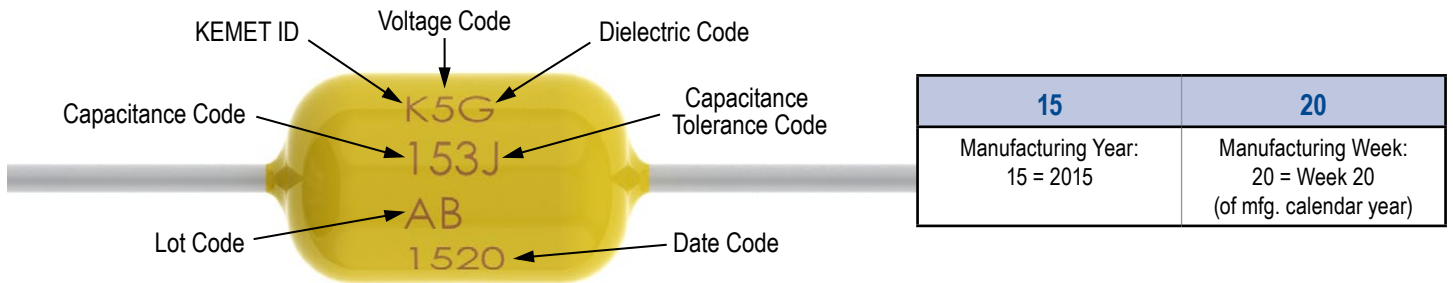 KEMET ID
Voltage Code
Dielectric Code
Capacitance Code
Capacitance
Tolerance Code
K5G
153J
AB
1520
Lot Code
Date Code
15
20
Manufacturing Year:
15 = 2015
Manufacturing Week:
20 = Week 20
(of mfg. calendar year)